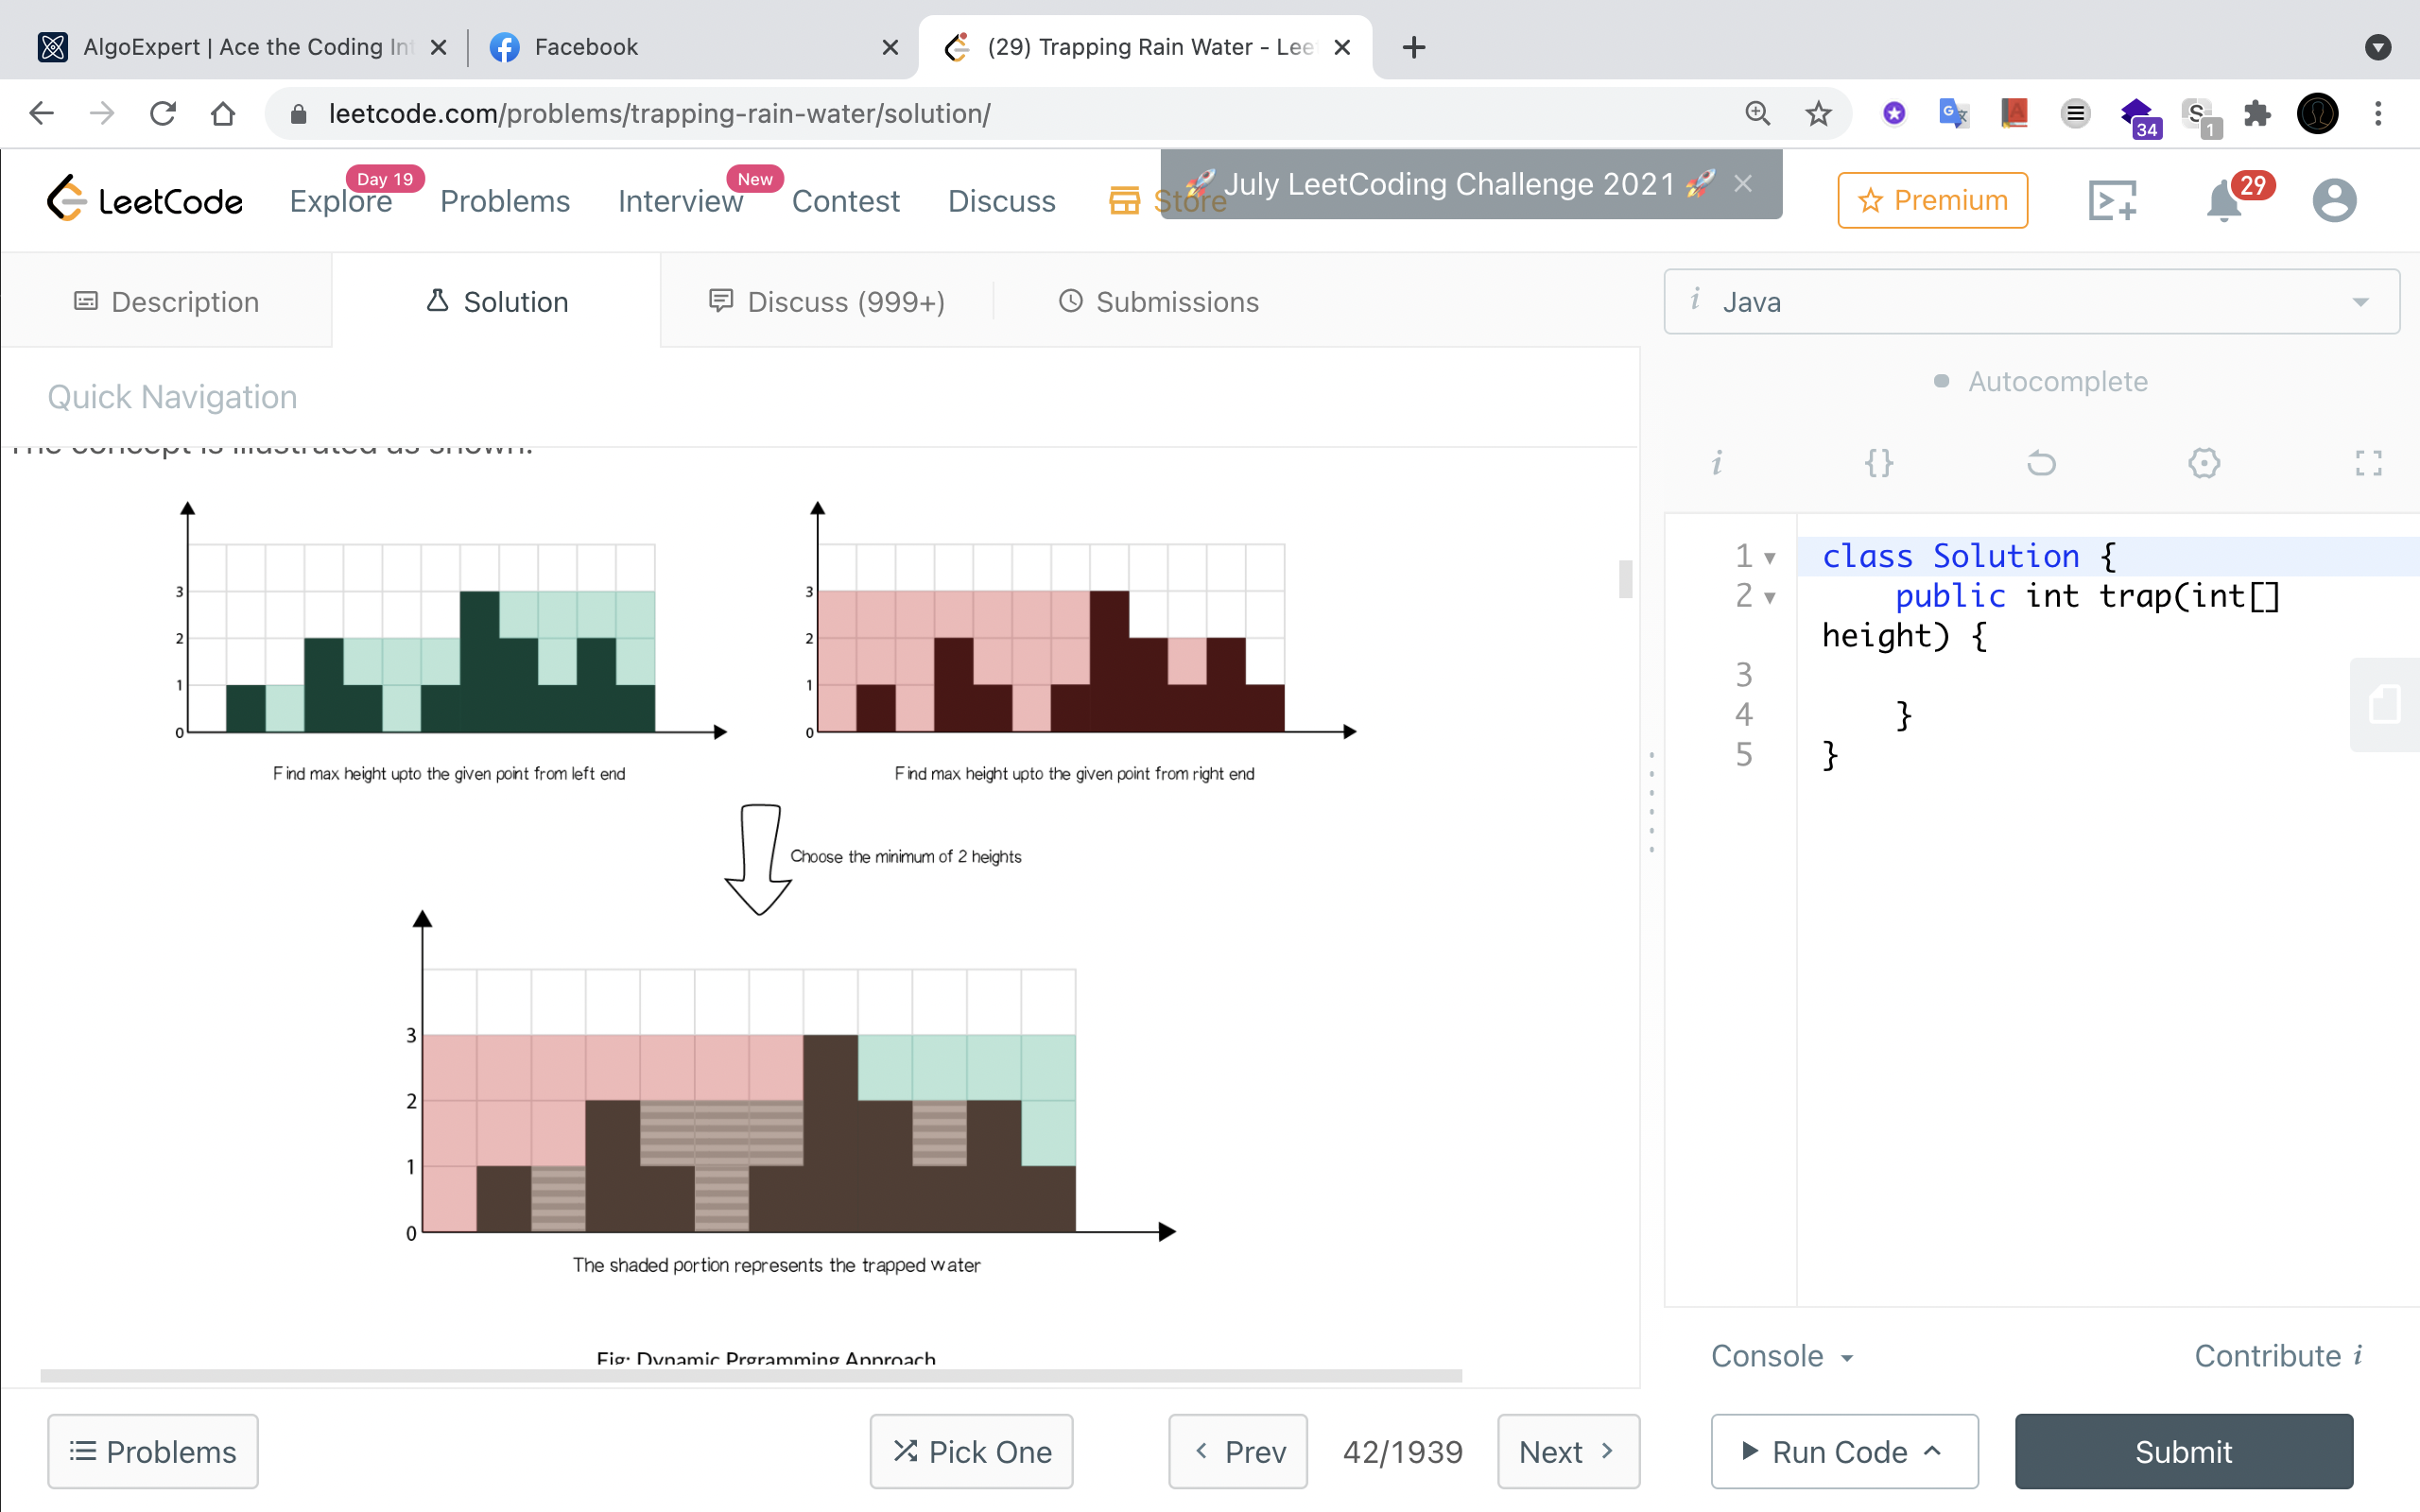 AlgoExpert | Ace the Coding Int
Facebook
(29) Trapping Rain Water - Lee
leetcode.com/problems/trapping-rain-water/solution/
34
1
LeetCode
Explore
Day 19
Problems
Interview
New
Contest
Discuss
Store
🚀 July LeetCoding Challenge 2021 🚀
Premium
29
Description
Solution
Discuss (999+)
Submissions
i Java
Quick Navigation
Autocomplete
The concept is illustrated as shown:
3
2
1
0
Find max height upto the given point from left end
3
2
1
0
Find max height upto the given point from right end
Choose the minimum of 2 heights
3
2
1
0
The shaded portion represents the trapped water
Fig: Dynamic Prgramming Approach
i {}
1 class Solution {
2 public int trap(int[]
height) {
3
4 }
5 }
Console
Contribute i
Problems
Pick One
Prev
42/1939
Next
Run Code
Submit